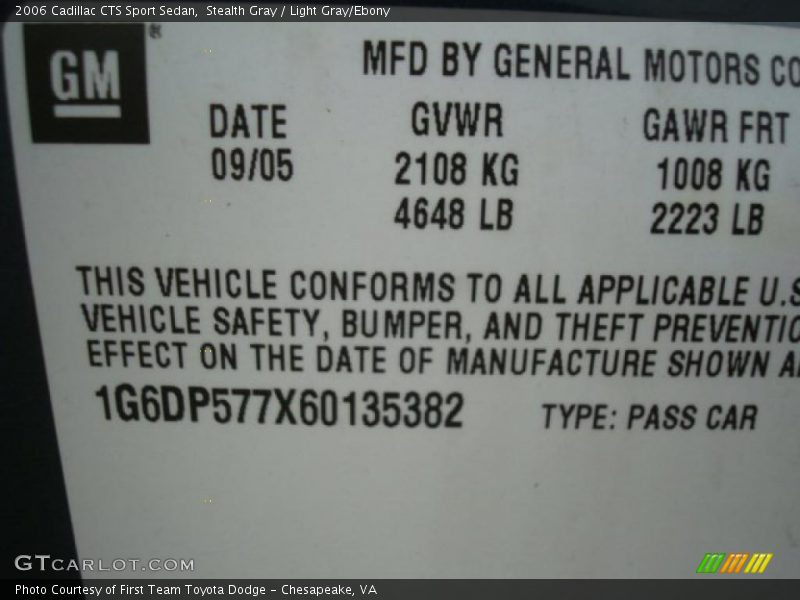 2006 Cadillac CTS Sport Sedan, Stealth Gray / Light Gray/Ebony
GM ®
MFD BY GENERAL MOTORS CO
DATE GVWR GAWR FRT
09/05 2108 KG 1008 KG
4648 LB 2223 LB
THIS VEHICLE CONFORMS TO ALL APPLICABLE U.S
VEHICLE SAFETY, BUMPER, AND THEFT PREVENTIO
EFFECT ON THE DATE OF MANUFACTURE SHOWN A
1G6DP577X60135382 TYPE: PASS CAR
GTCARLOT.COM
Photo Courtesy of First Team Toyota Dodge - Chesapeake, VA